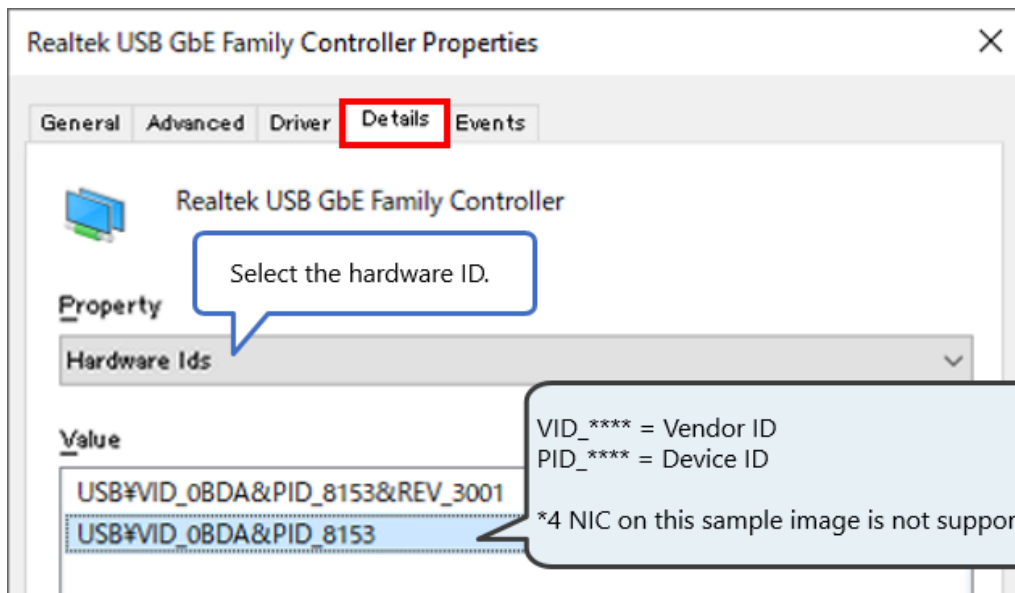 Realtek USB GbE Family Controller Properties
General Advanced Driver Details Events
Realtek USB GbE Family Controller
Select the hardware ID.
Property
Hardware Ids
VID_**** = Vendor ID
PID_**** = Device ID
Value
USB¥VID_0BDA&PID_8153&REV_3001
*4 NIC on this sample image is not suppor
USB¥VID_0BDA&PID_8153